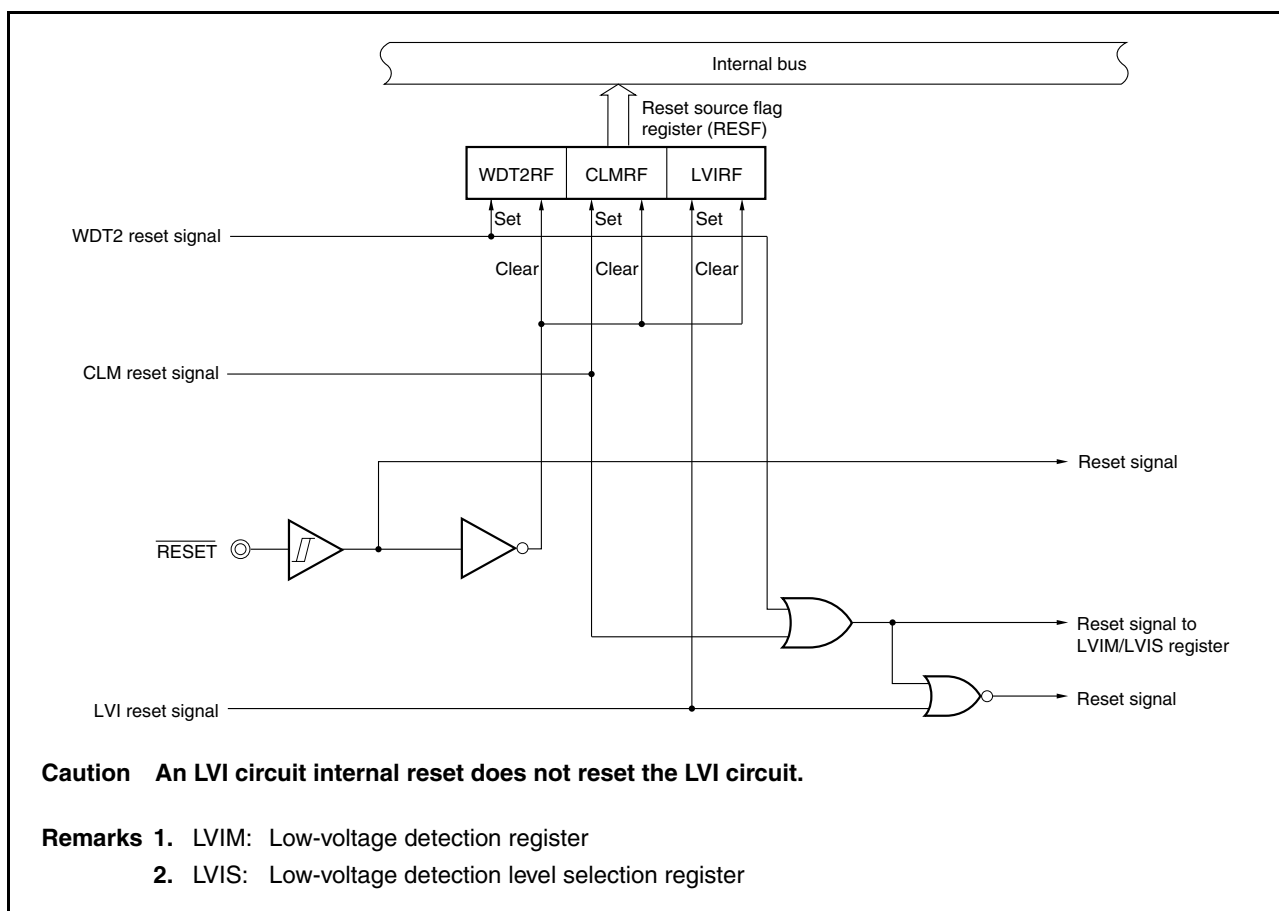 Internal bus
Reset source flag
register (RESF)
WDT2RF CLMRF LVIRF
Set Set Set
WDT2 reset signal
Clear Clear Clear
CLM reset signal
Reset signal
RESET
Reset signal to
LVIM/LVIS register
Reset signal
LVI reset signal
Caution An LVI circuit internal reset does not reset the LVI circuit.
Remarks 1. LVIM: Low-voltage detection register
2. LVIS: Low-voltage detection level selection register